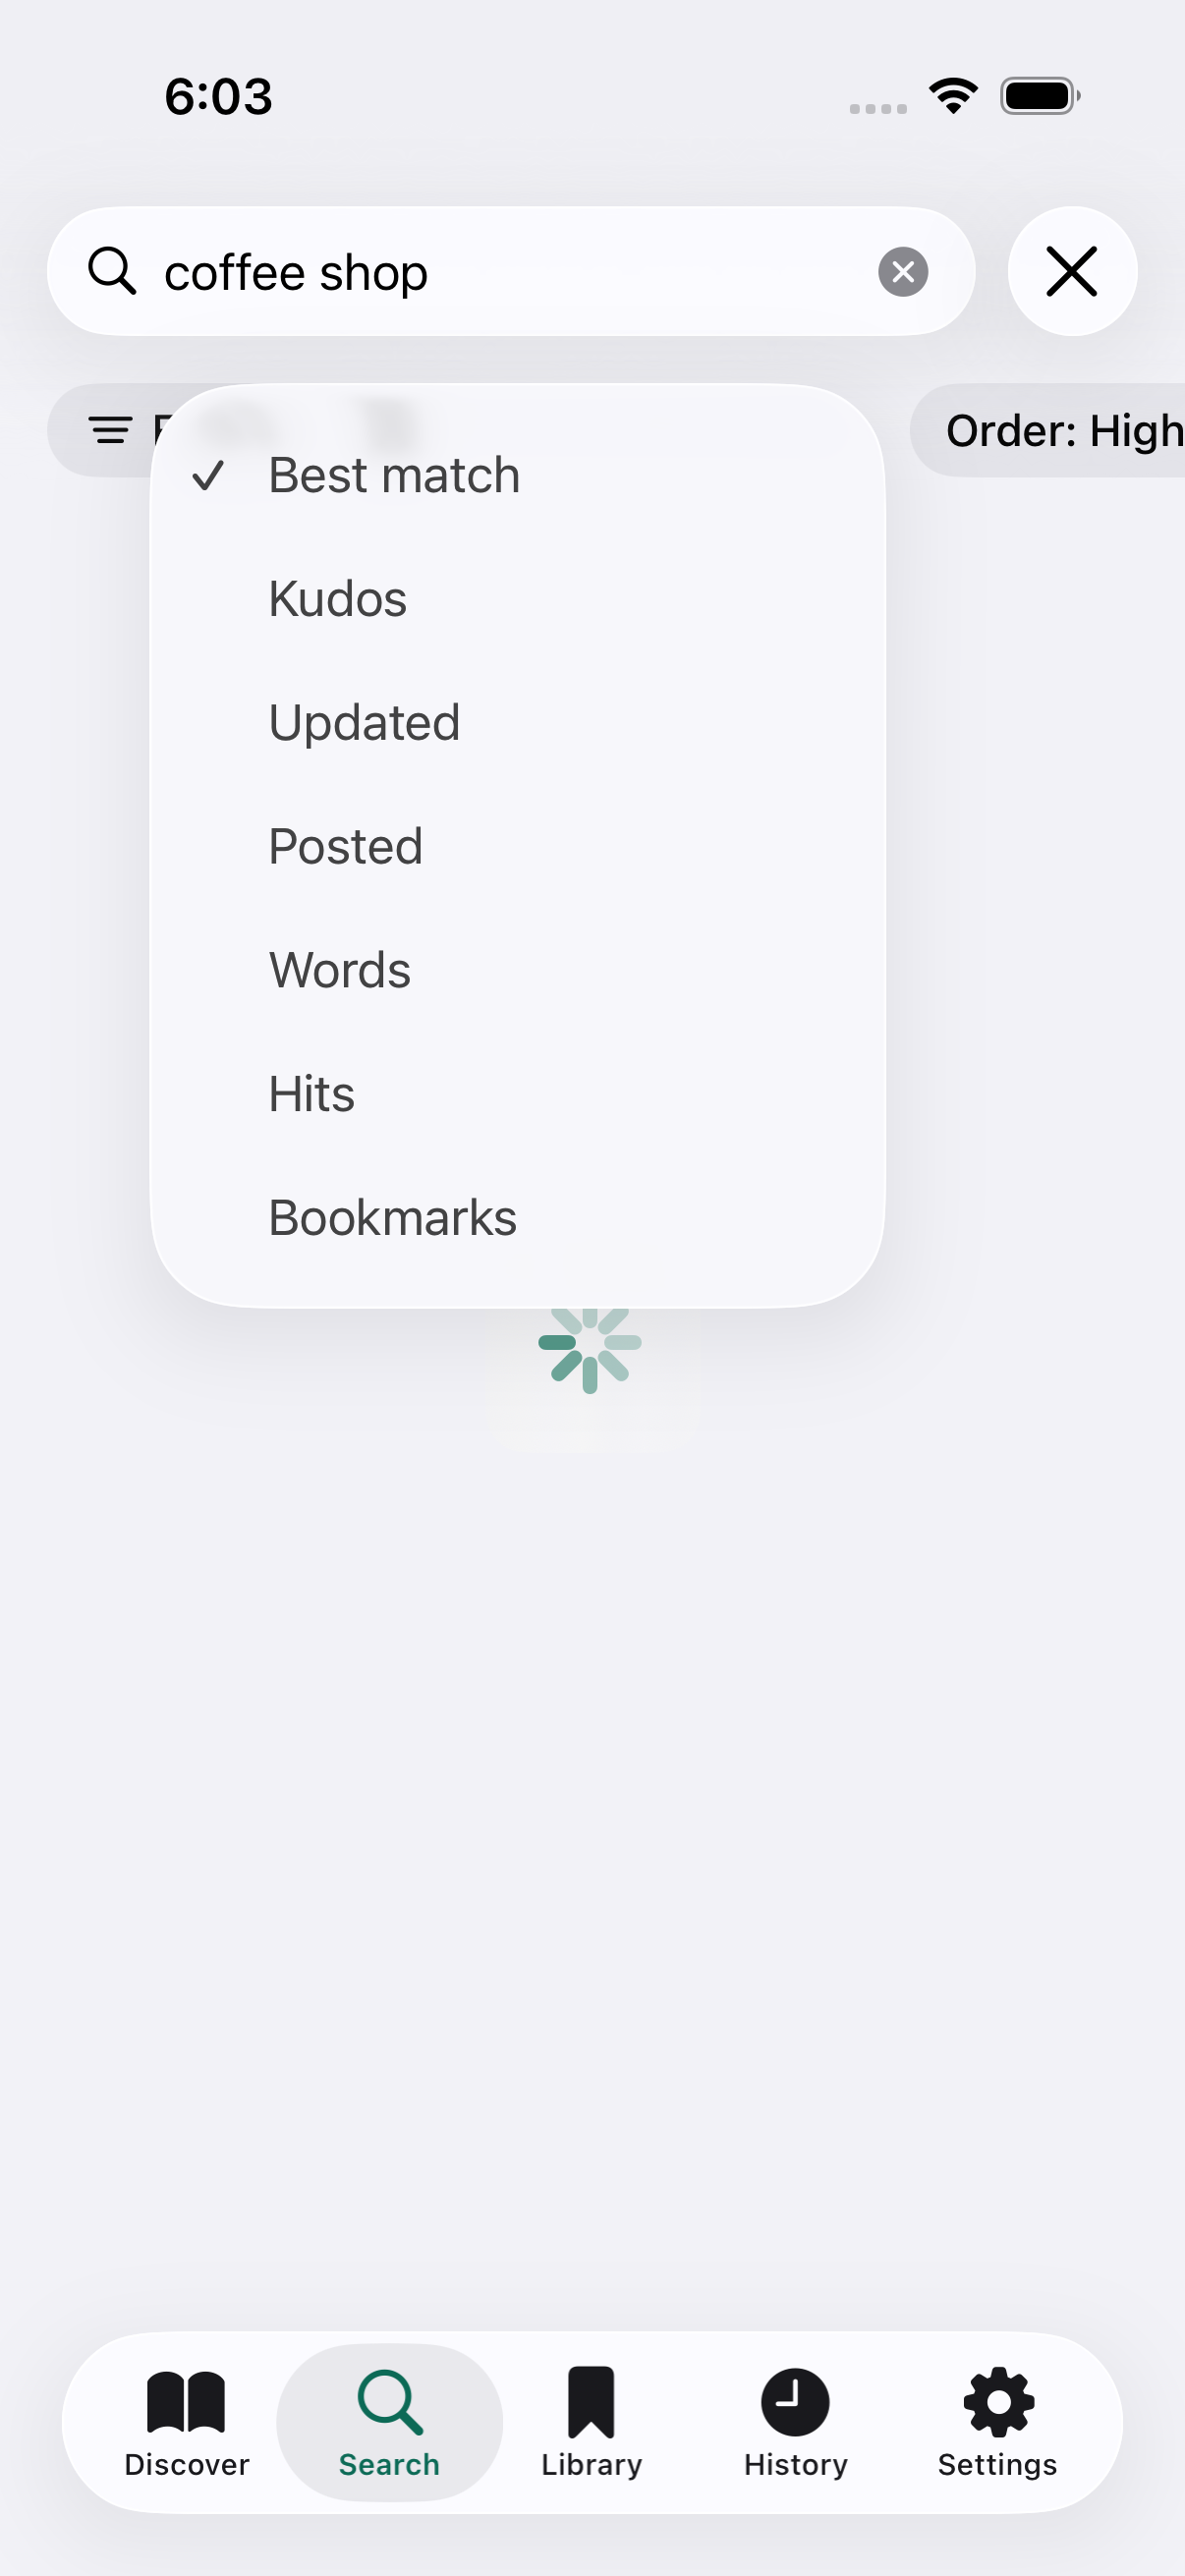 6:03
coffee shop
Order: High
Best match
Kudos
Updated
Posted
Words
Hits
Bookmarks
Discover
Search
Library
History
Settings